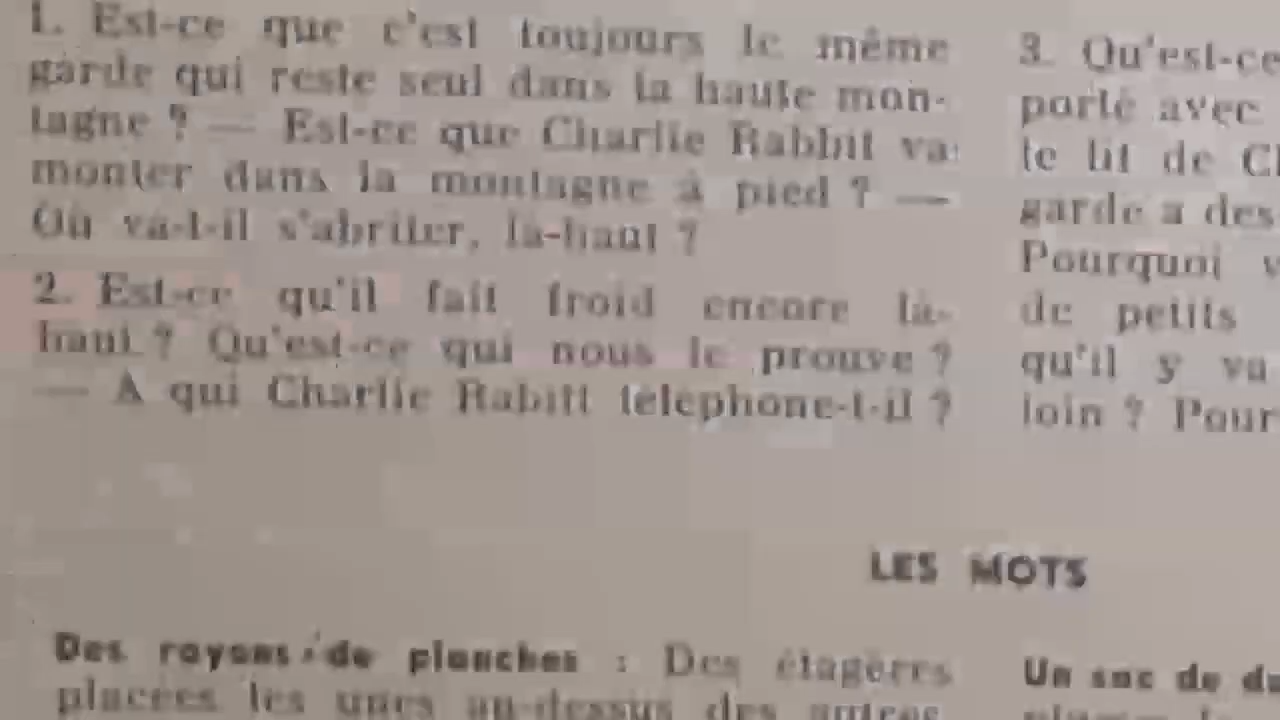 1. Est-ce que c'est toujours le même
garde qui reste seul dans la haute mon-
tagne ? — Est-ce que Charlie Rabbit va
monter dans la montagne à pied ? —
Où va-t-il s'abriter, là-haut ?
2. Est-ce qu'il fait froid encore là-
haut ? Qu'est-ce qui nous le prouve ?
— A qui Charlie Rabitt téléphone-t-il ?
3. Qu'est-ce
parlé avec
le lit de
garde a des
Pourquoi
de petits
qu'il y va
loin ? Pour
LES MOTS
Des rayons de planches : Des étagères
placées les unes au-dessus des autres
Un sac de